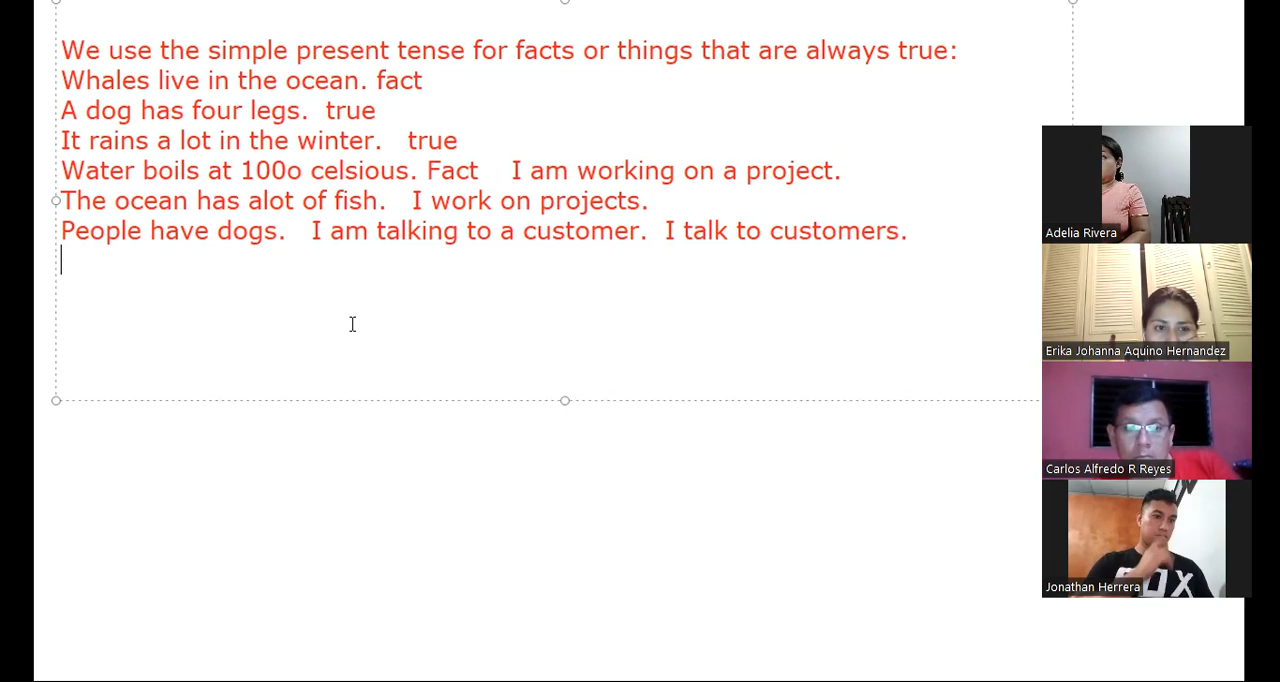 We use the simple present tense for facts or things that are always true:
Whales live in the ocean. fact
A dog has four legs.  true
It rains a lot in the winter.   true
Water boils at 100o celsious. Fact    I am working on a project.
The ocean has alot of fish.   I work on projects.
People have dogs.   I am talking to a customer.  I talk to customers.
Adelia Rivera
Erika Johanna Aquino Hernandez
Carlos Alfredo R Reyes
Jonathan Herrera